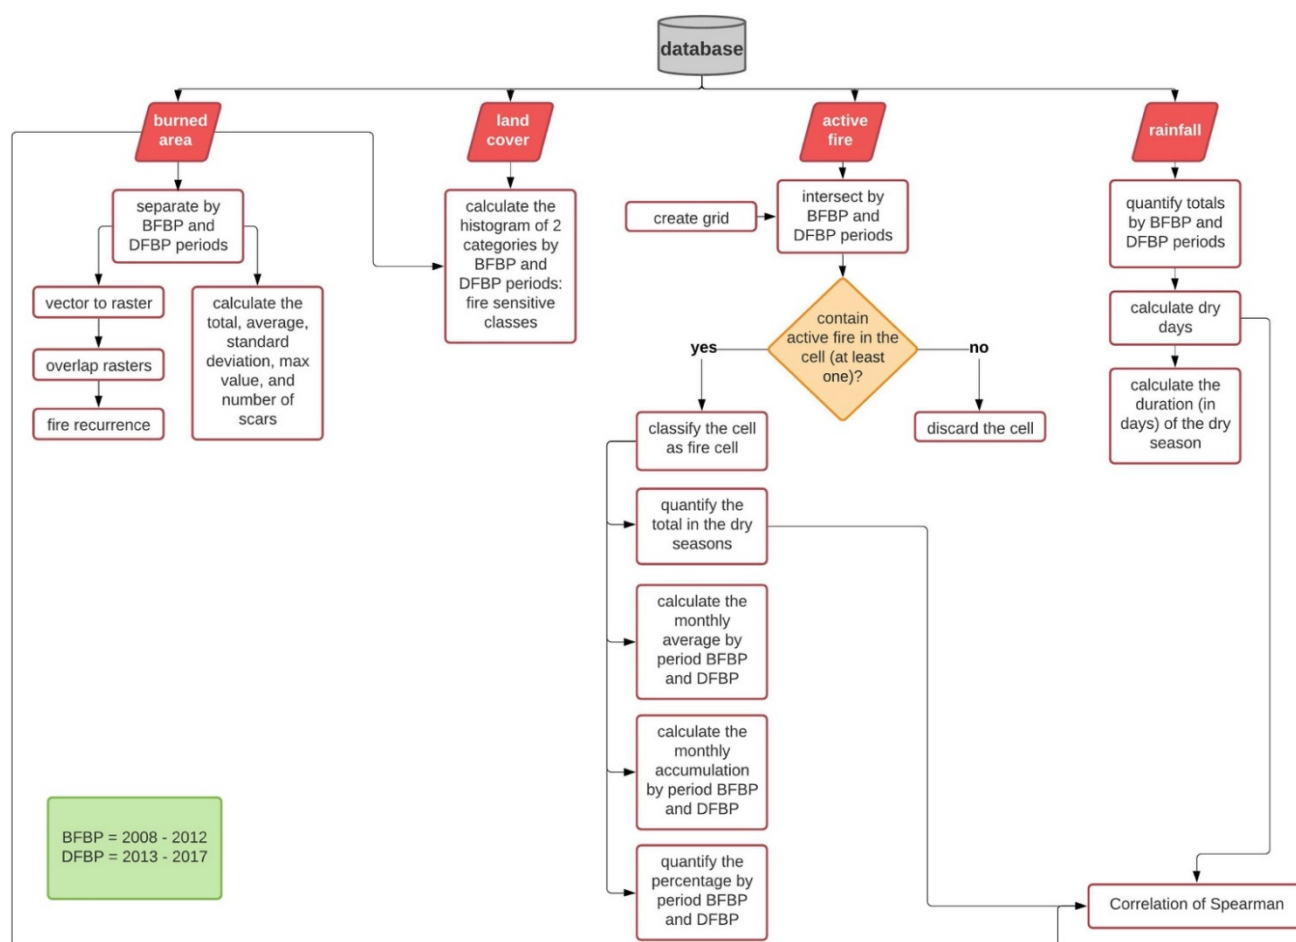 database
burned
area
land
cover
active
fire
rainfall
separate by
BFBP and
DFBP periods
vector to raster
overlap rasters
fire recurrence
calculate the
total, average,
standard
deviation, max
value, and
number of
scars
calculate the
histogram of 2
categories by
BFBP and
DFBP periods:
fire sensitive
classes
create grid
intersect by
BFBP and
DFBP periods
contain
active fire in the
cell (at least
one)?
yes
no
classify the cell
as fire cell
discard the cell
quantify the
total in the dry
seasons
calculate the
monthly
average by
period BFBP
and DFBP
calculate the
monthly
accumulation
by period BFBP
and DFBP
quantify the
percentage by
period BFBP
and DFBP
quantify totals
by BFBP and
DFBP periods
calculate dry
days
calculate the
duration (in
days) of the dry
season
Correlation of Spearman
BFBP = 2008 - 2012
DFBP = 2013 - 2017